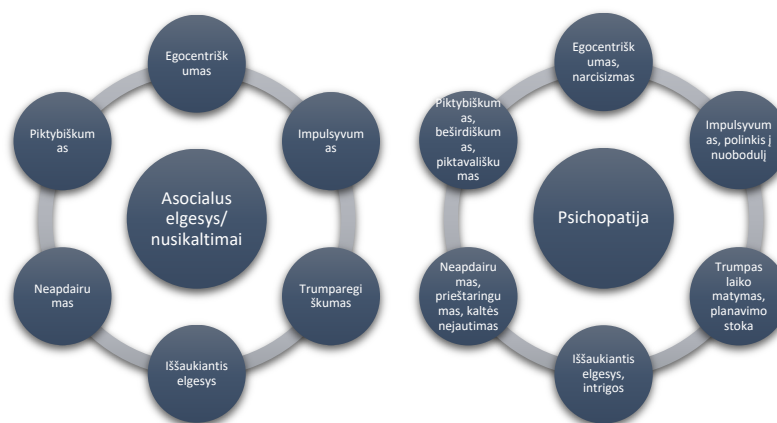 Egocentrišk
umas
Impulsyvum
as
Trumparegi
škumas
Iššaukiantis
elgesys
Neapdairu
mas
Piktybiškum
as
Asocialus
elgesys/
nusikaltimai
Egocentrišk
umas,
narcisizmas
Impulsyvum
as, polinkis į
nuobodulį
Trumpas
laiko
matymas,
planavimo
stoka
Iššaukiantis
elgesys,
intrigos
Neapdairu
mas,
prieštaringu
mas, kaltės
nejautimas
Piktybiškum
as,
beširdiškum
as,
piktavališku
mas
Psichopatija